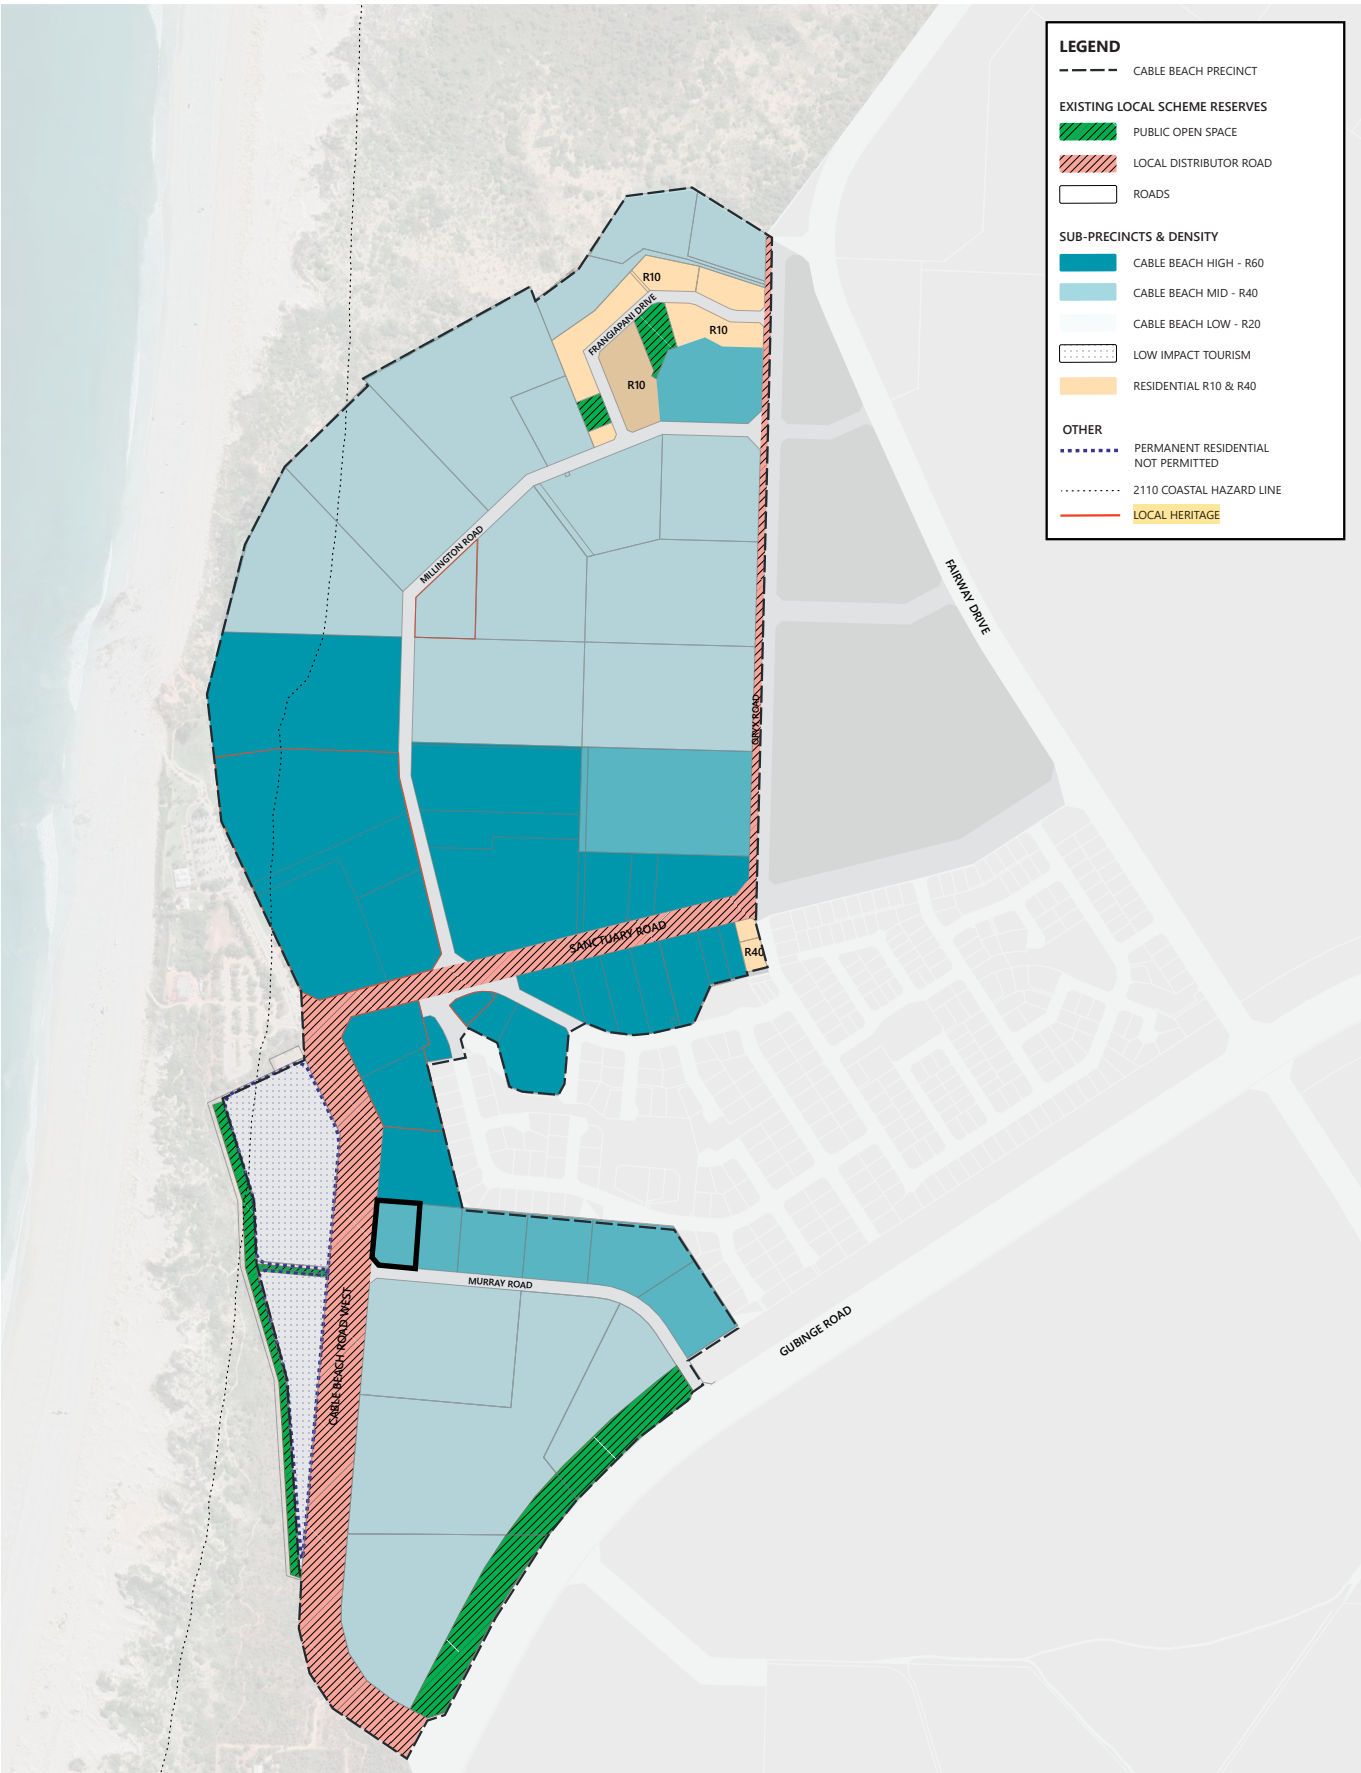 LEGEND
CABLE BEACH PRECINCT
EXISTING LOCAL SCHEME RESERVES
PUBLIC OPEN SPACE
LOCAL DISTRIBUTOR ROAD
ROADS
SUB-PRECINCTS & DENSITY
CABLE BEACH HIGH - R60
CABLE BEACH MID - R40
CABLE BEACH LOW - R20
LOW IMPACT TOURISM
RESIDENTIAL R10 & R40
OTHER
PERMANENT RESIDENTIAL
NOT PERMITTED
2110 COASTAL HAZARD LINE
LOCAL HERITAGE
R10
FRANGIAPANI DRIVE
R10
R10
MILLINGTON ROAD
FAIRWAY DRIVE
ORYX ROAD
SANCTUARY ROAD
R40
MURRAY ROAD
CABLE BEACH ROAD WEST
GUBINGE ROAD